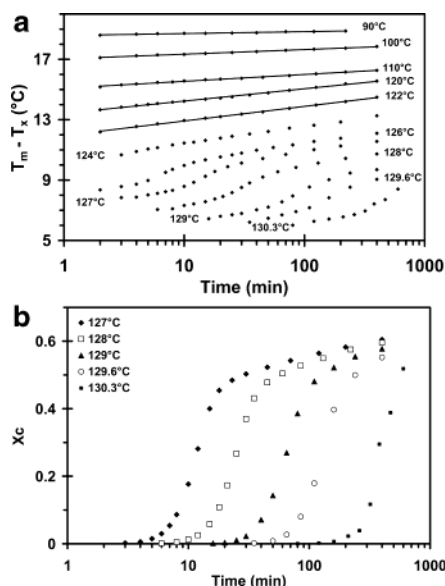 a
90°C
100°C
110°C
120°C
122°C
124°C
126°C
127°C
128°C
129°C
129.6°C
130.3°C
17
13
9
5
Tm - Tx (°C)
1
10
100
1000
Time (min)
b
127°C
128°C
129°C
129.6°C
130.3°C
0.6
0.4
0.2
0
Xc
1
10
100
1000
Time (min)